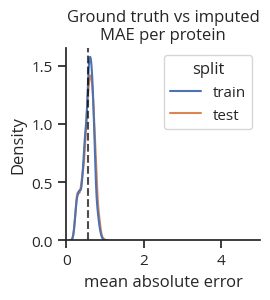 Ground truth vs imputed
MAE per protein
split
train
test
Density
1.5
1.0
0.5
0.0
0
2
4
mean absolute error